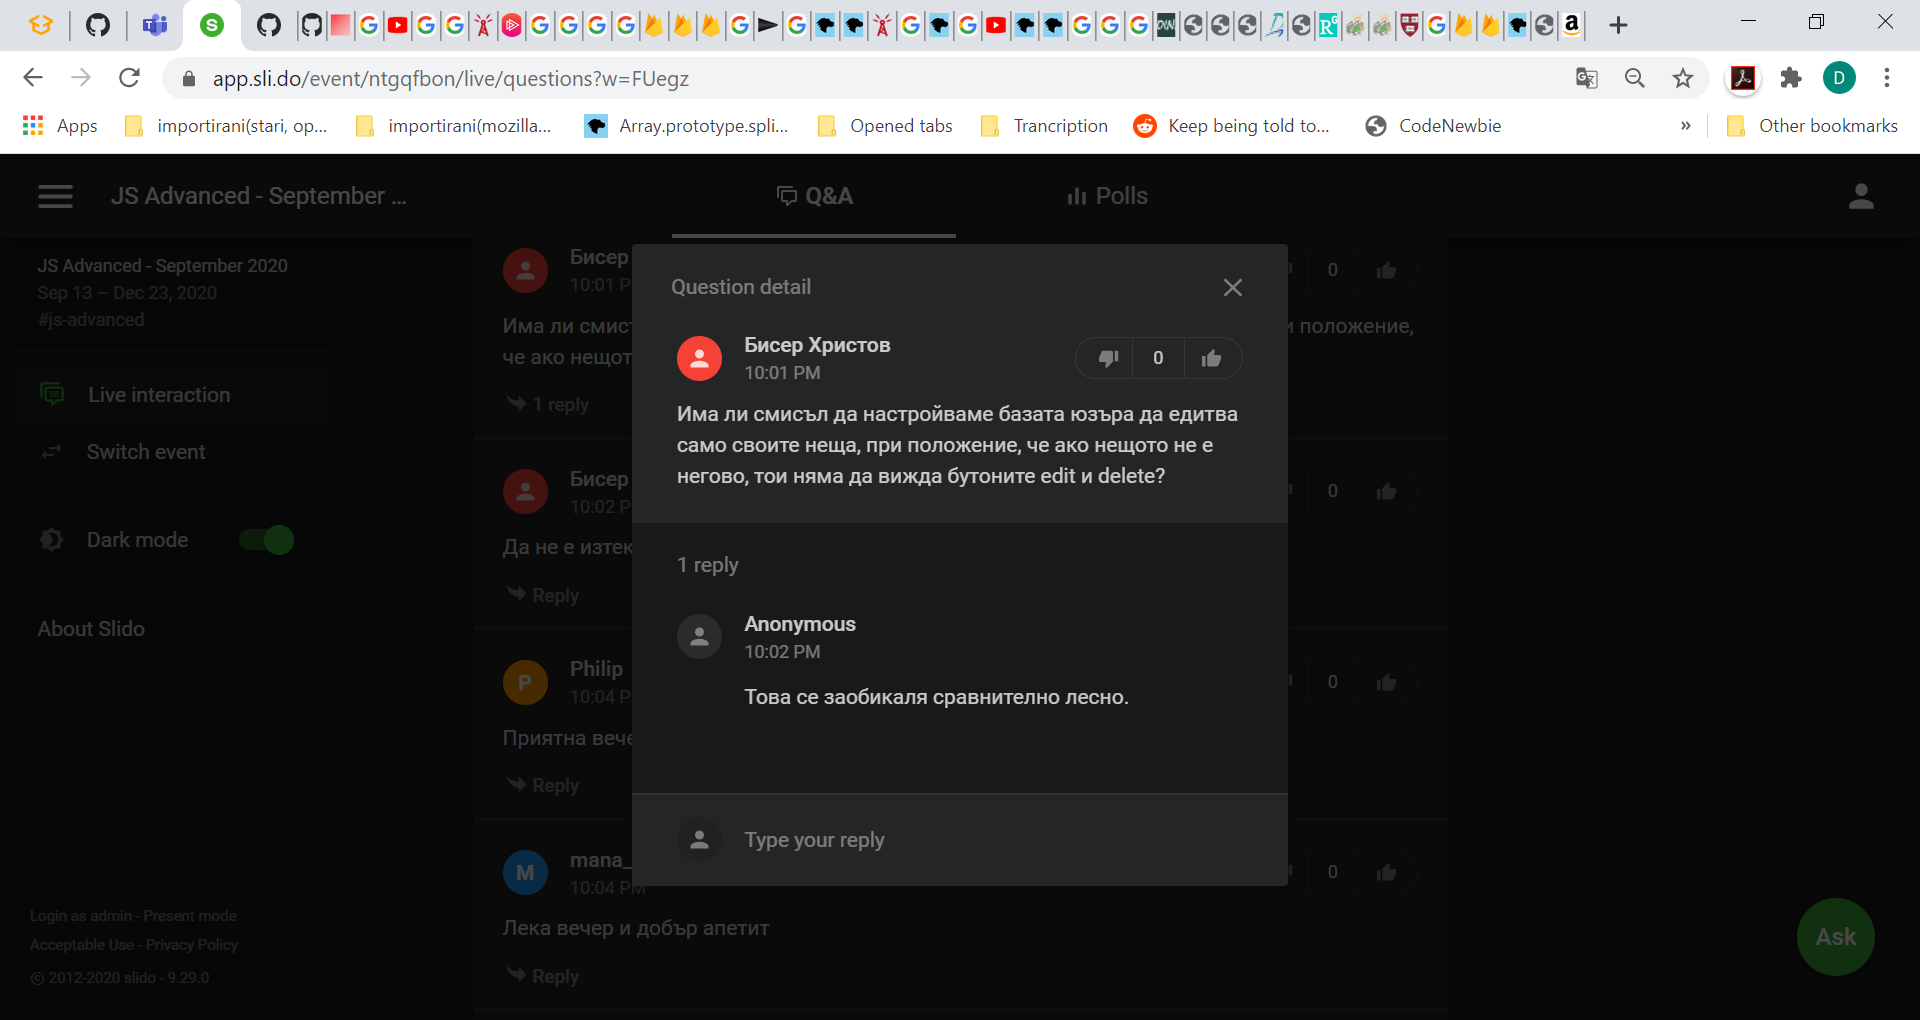 app.sli.do/event/ntgqfbon/live/questions?w=FUegz
Apps
importirani(stari, op...
importirani(mozilla...
Array.prototype.spli...
Opened tabs
Trancription
Keep being told to...
CodeNewbie
»
Other bookmarks
D
JS Advanced - September ...
Q&A
Polls
JS Advanced - September 2020
Sep 13 – Dec 23, 2020
#js-advanced
Live interaction
Switch event
Dark mode
About Slido
Login as admin - Present mode
Acceptable Use - Privacy Policy
© 2012-2020 slido - 9.29.0
Бисер
10:01 P
0
Има ли
положение,
че ако
1 reply
Бисер
10:02 P
0
Да не е
Reply
P
Philip
10:04 P
0
Приятна
Reply
M
mana_
10:04 PM
0
Лека вечер и добър апетит
Reply
Question detail
Бисер Христов
10:01 PM
0
Има ли смисъл да настройваме базата юзъра да едитва
само своите неща, при положение, че ако нещото не е
негово, тои няма да вижда бутоните edit и delete?
1 reply
Anonymous
10:02 PM
Това се заобикаля сравнително лесно.
Type your reply
Ask